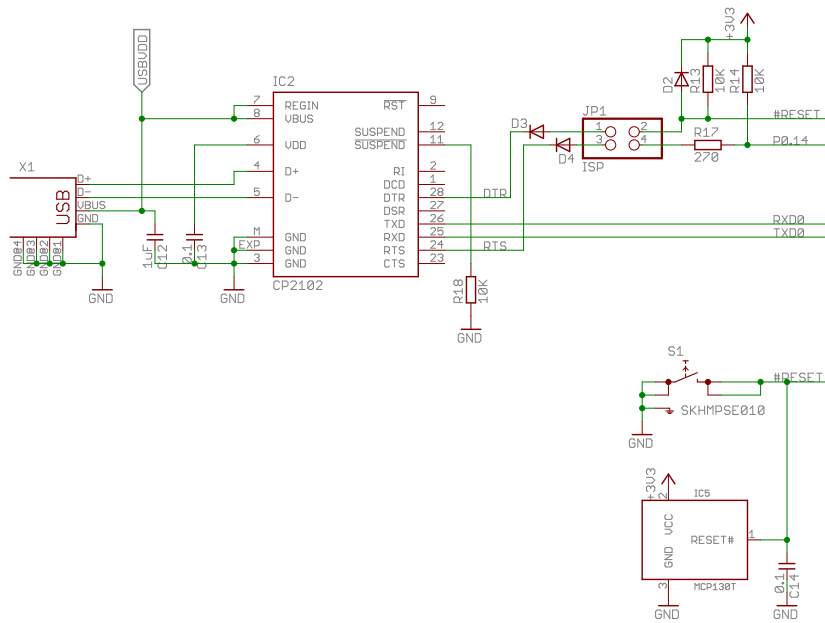 USBVDD
IC2
7 REGIN
8 VBUS
6 VDD
4 D+
5 D-
M GND
EXP GND
3 GND
RST 9
SUSPEND 12
SUSPEND 11
RI 2
DCD 1
DTR 28
DSR 27
TXD 26
RXD 25
RTS 24
CTS 23
CP2102
X1
USB
D+
D-
VBUS
GND
GND@4
GND@3
GND@2
GND@1
GND
1uF
C12
0.1
C13
GND
DTR
RTS
R18
10K
GND
D3
D4
JP1
1 2
3 4
ISP
R17
270
D2
R13
10K
R14
10K
+3V3
#RESET
P0.14
RXD0
TXD0
S1
#RESET
SKHMPSE010
GND
+3V3
IC5
2
VCC
GND
RESET#
1
3
MCP130T
GND
0.1
C14
GND